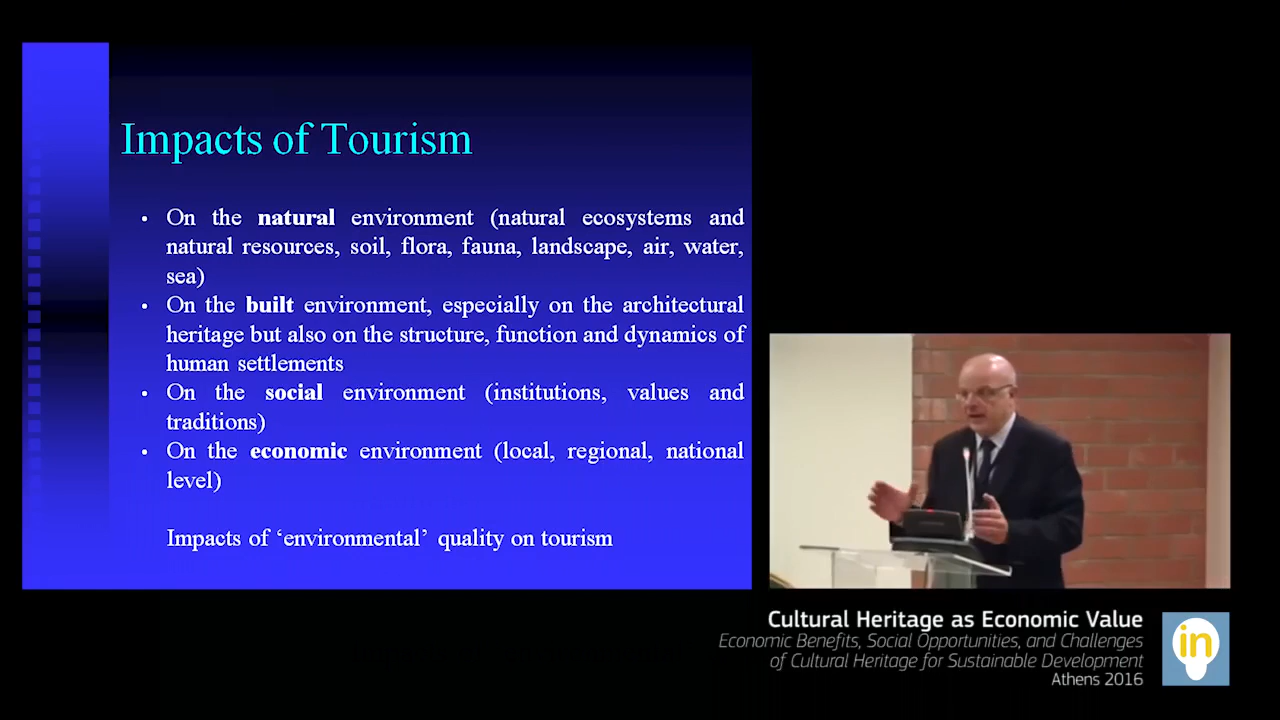 Impacts of Tourism
• On the natural environment (natural ecosystems and
natural resources, soil, flora, fauna, landscape, air, water,
sea)
• On the built environment, especially on the architectural
heritage but also on the structure, function and dynamics of
human settlements
• On the social environment (institutions, values and
traditions)
• On the economic environment (local, regional, national
level)
Impacts of ‘environmental’ quality on tourism
Cultural Heritage as Economic Value
Economic Benefits, Social Opportunities, and Challenges
of Cultural Heritage for Sustainable Development
Athens 2016
in